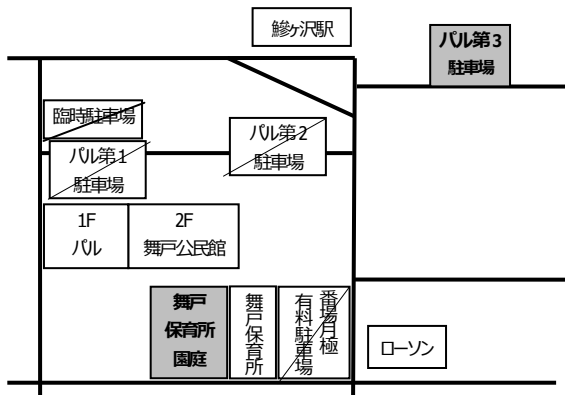 鰺ヶ沢駅
パル第3
駐車場
臨時駐車場
パル第1
駐車場
パル第2
駐車場
1F
パル
2F
舞戸公民館
舞戸
保育所
園庭
舞戸保育所
番場月極
有料駐車場
ローソン